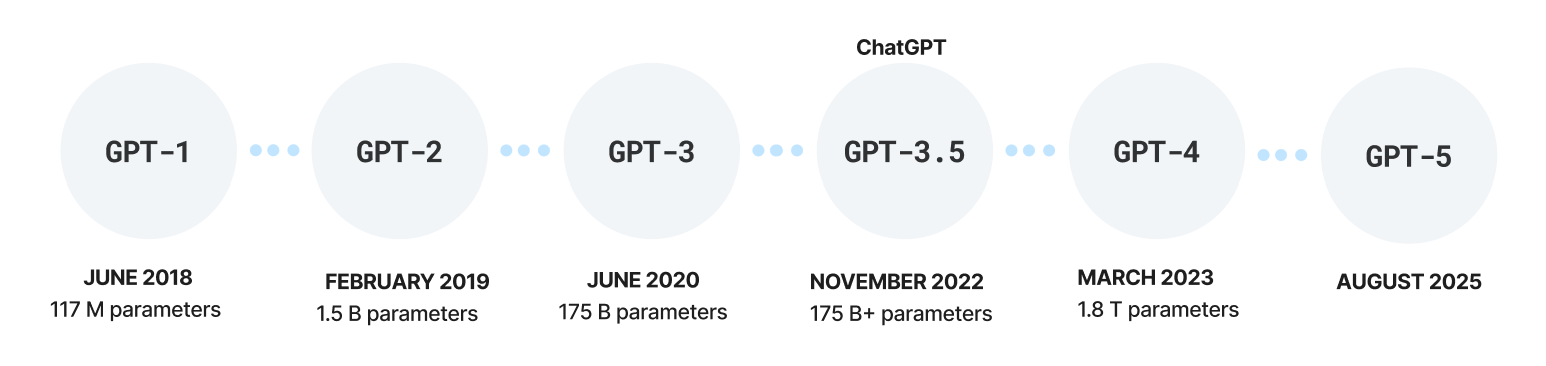 ChatGPT
GPT-1
GPT-2
GPT-3
GPT-3.5
GPT-4
GPT-5
JUNE 2018
117 M parameters
FEBRUARY 2019
1.5 B parameters
JUNE 2020
175 B parameters
NOVEMBER 2022
175 B+ parameters
MARCH 2023
1.8 T parameters
AUGUST 2025